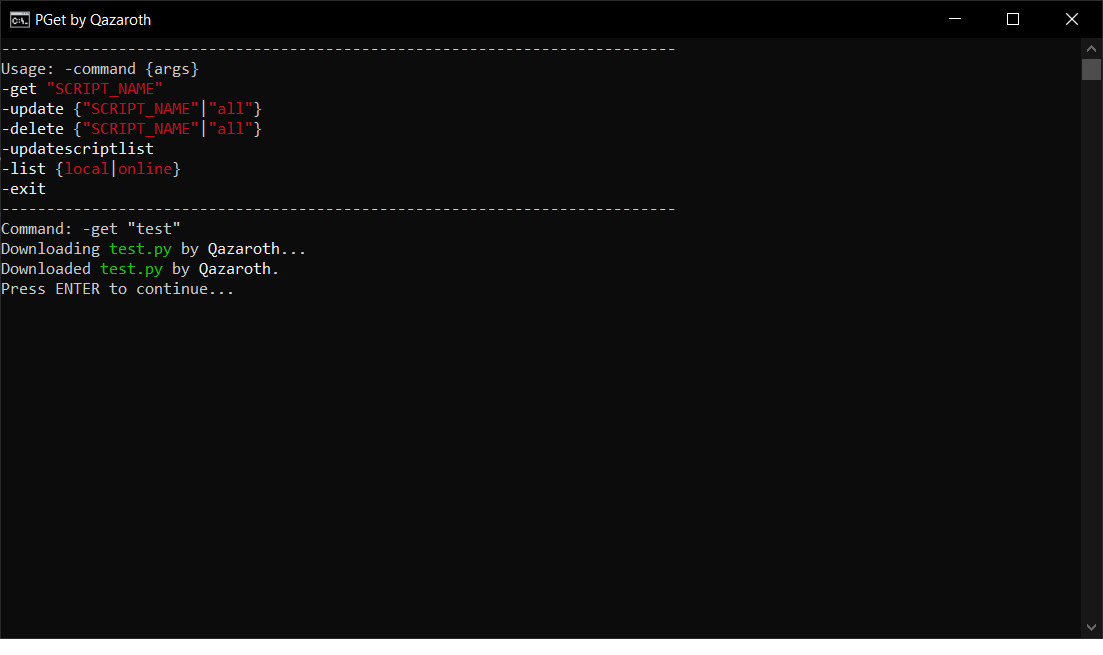 PGet by Qazaroth
---------------------------------------------------------------------------
Usage: -command {args}
-get "SCRIPT_NAME"
-update {"SCRIPT_NAME"|"all"}
-delete {"SCRIPT_NAME"|"all"}
-updatescriptlist
-list {local|online}
-exit
---------------------------------------------------------------------------
Command: -get "test"
Downloading test.py by Qazaroth...
Downloaded test.py by Qazaroth.
Press ENTER to continue...